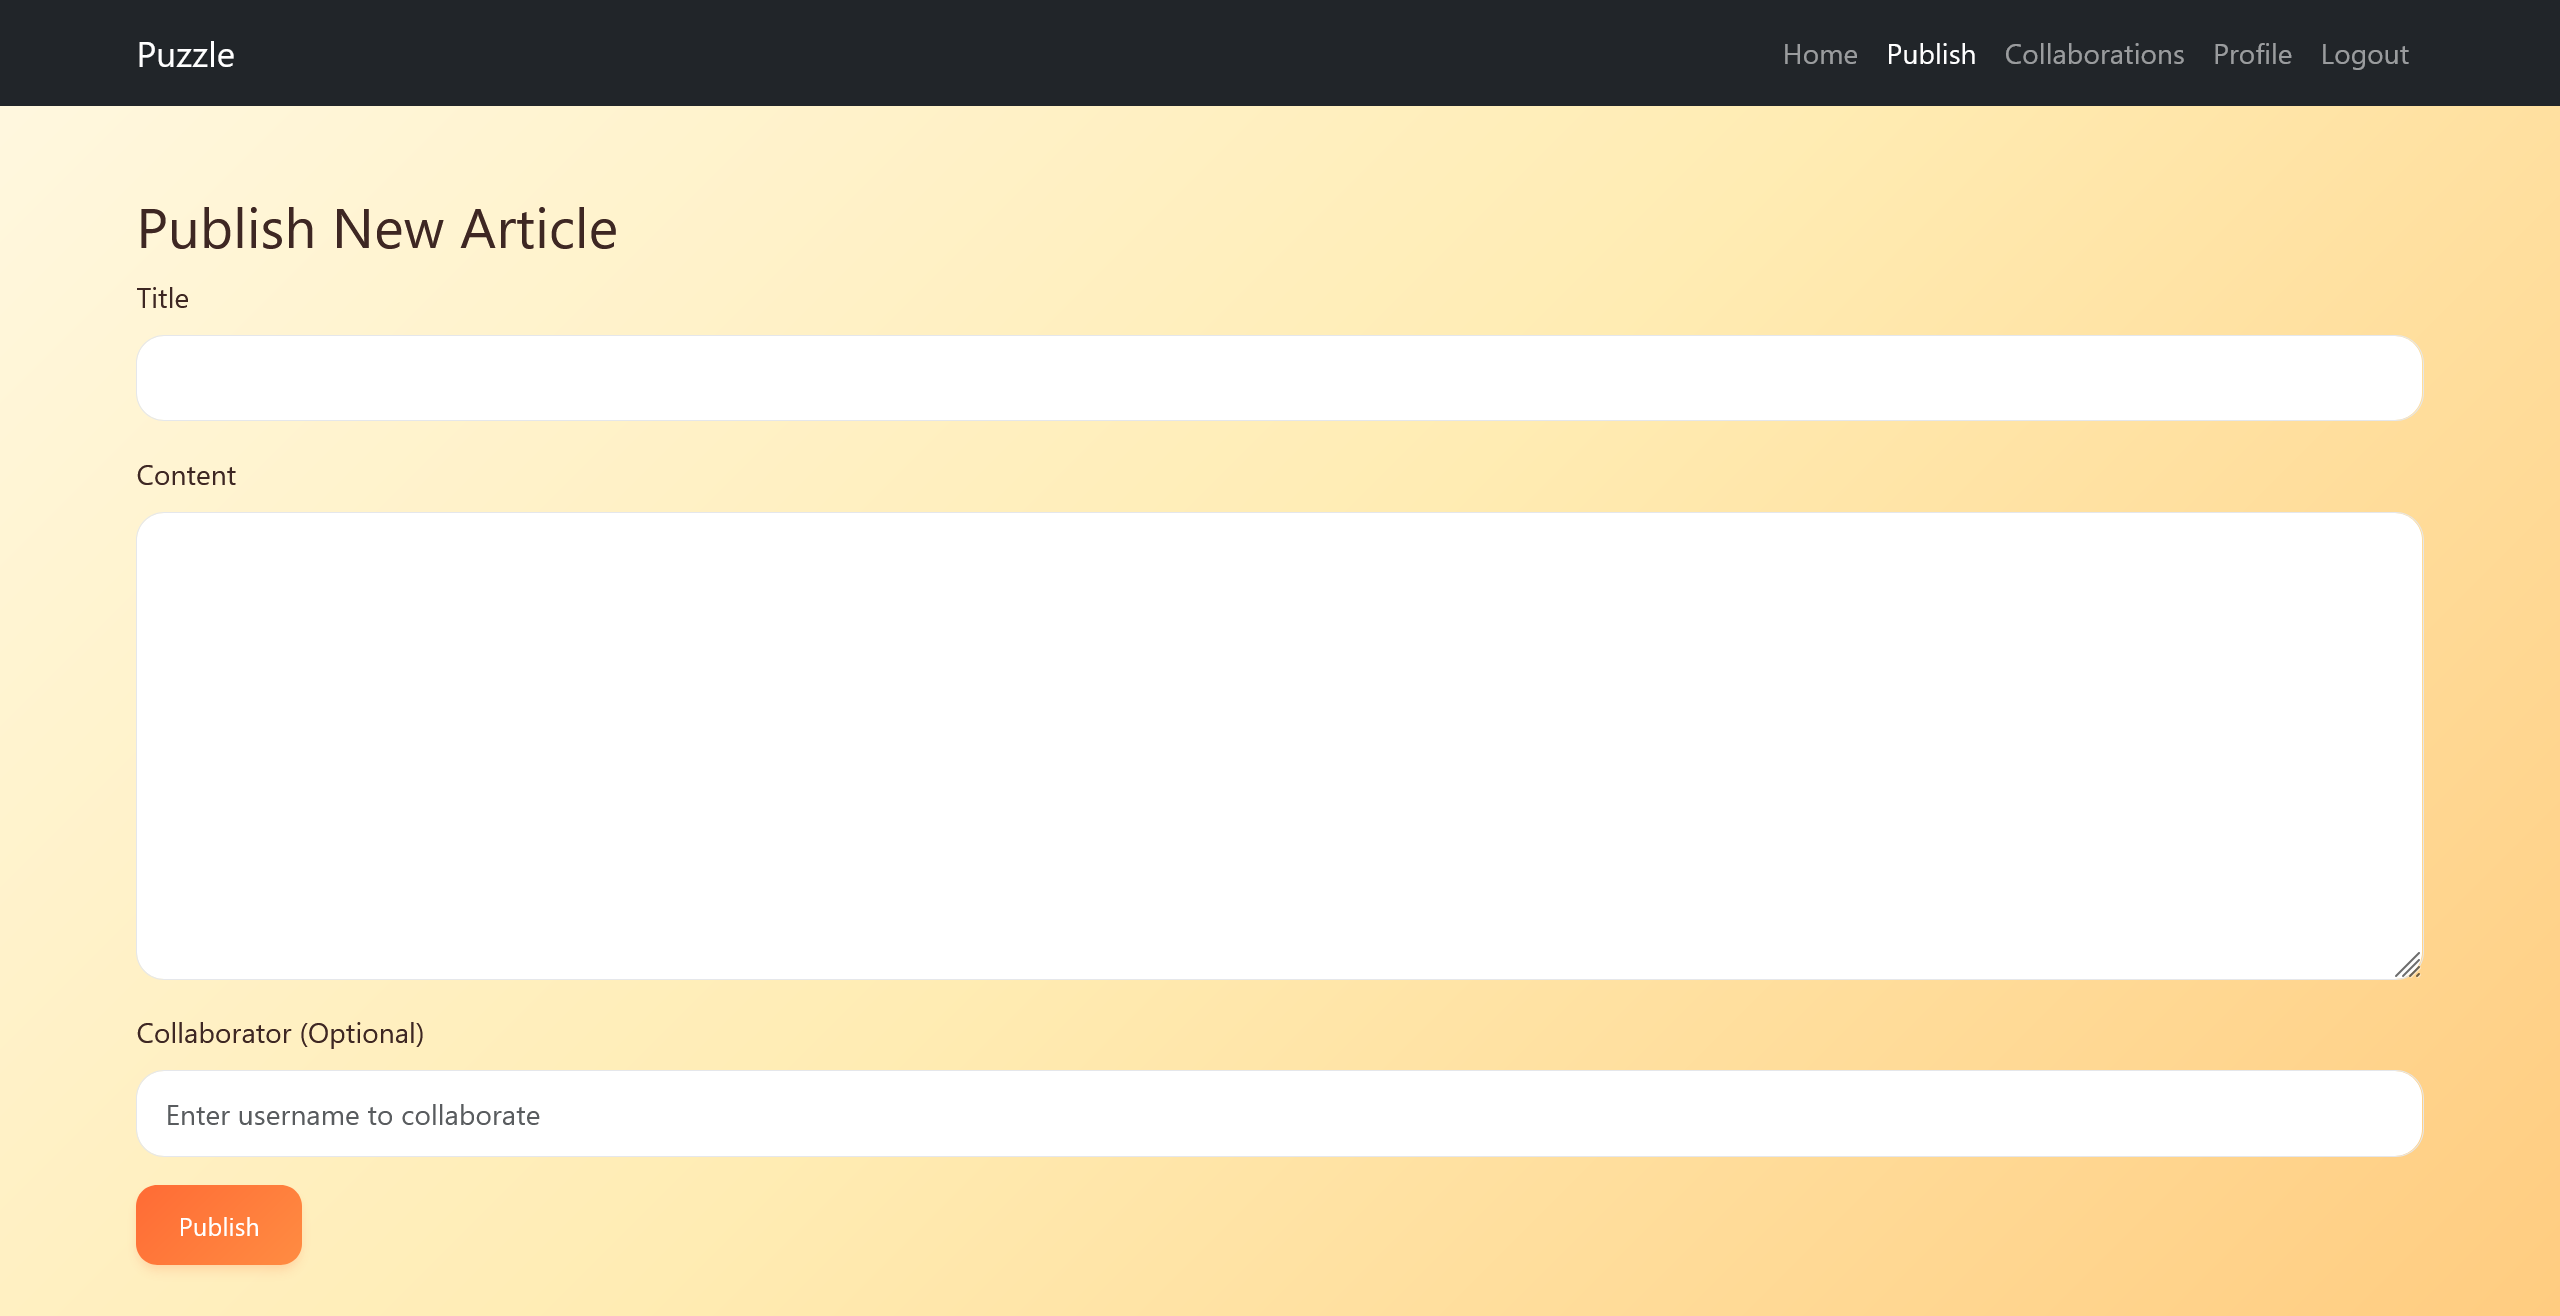 Puzzle
Home Publish Collaborations Profile Logout
Publish New Article
Title
Content
Collaborator (Optional)
Enter username to collaborate
Publish